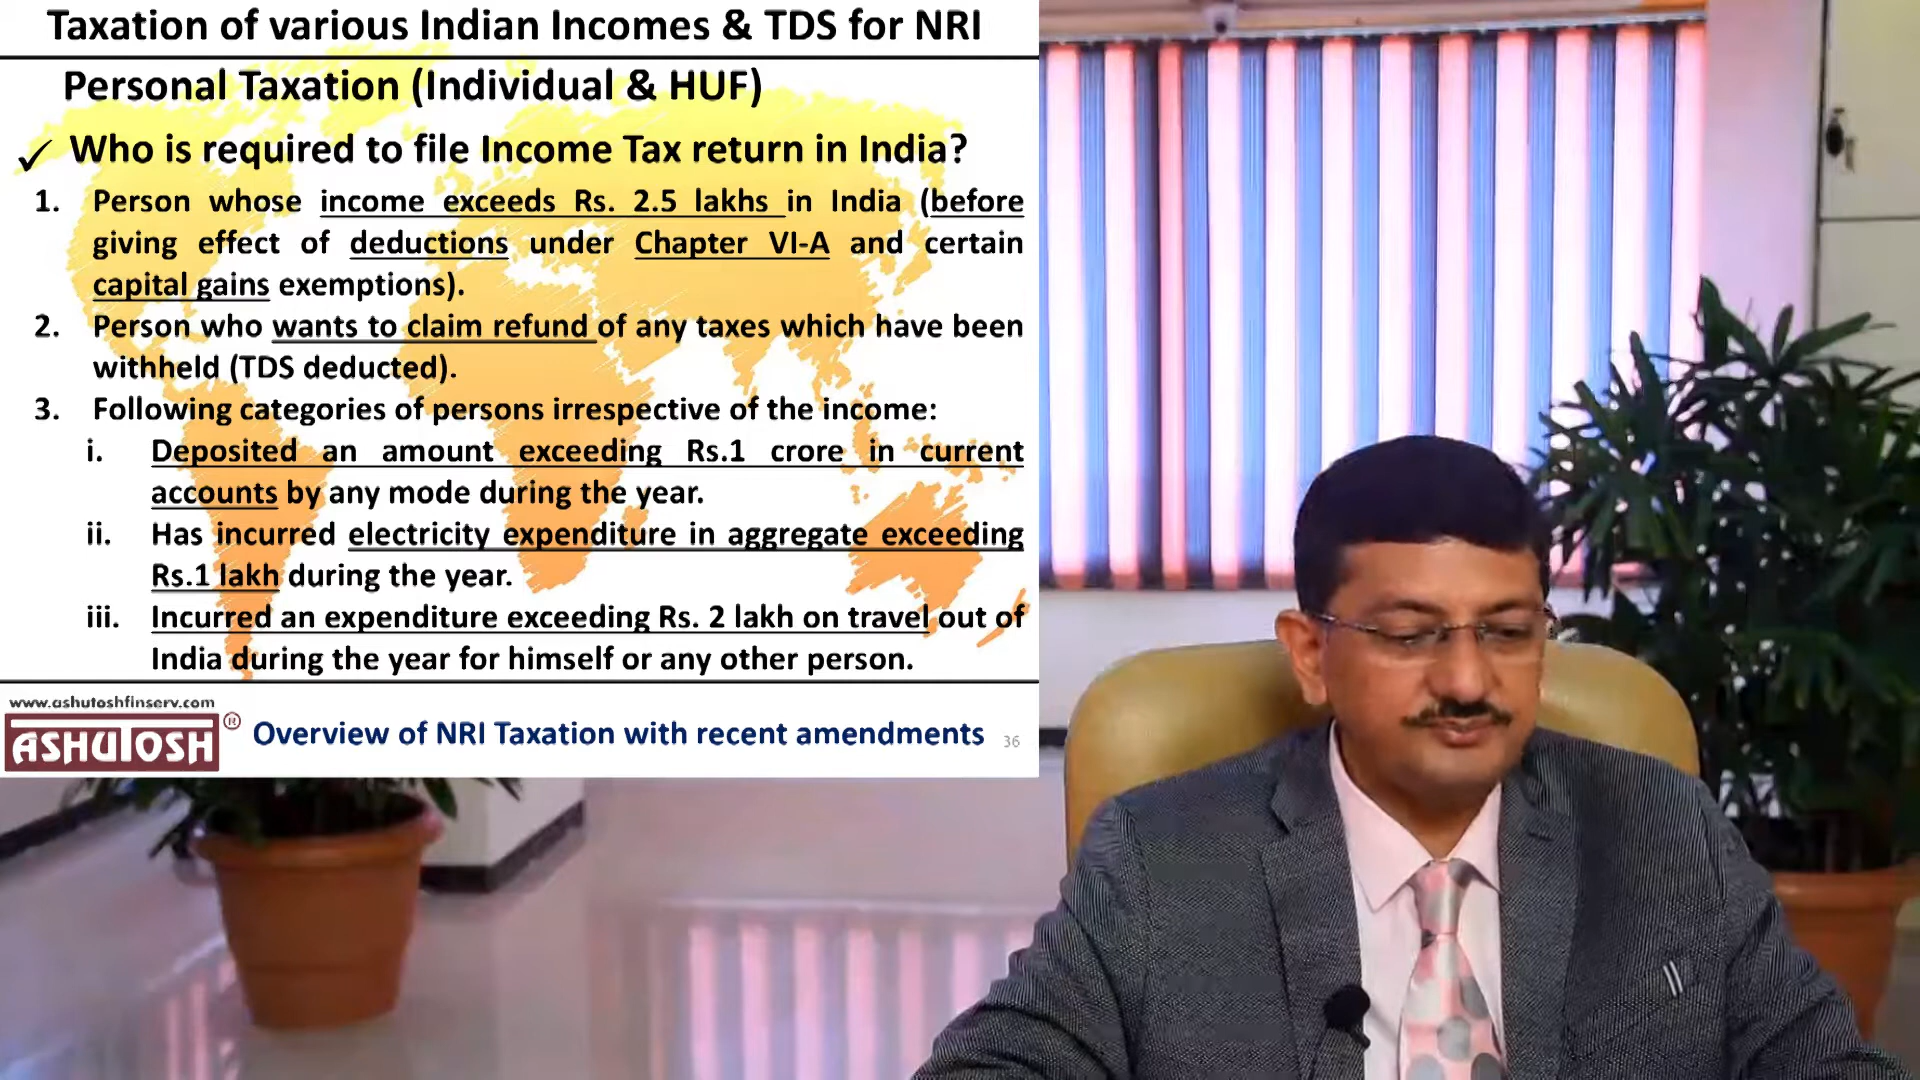 Taxation of various Indian Incomes & TDS for NRI
Personal Taxation (Individual & HUF)
✓ Who is required to file Income Tax return in India?
1. Person whose income exceeds Rs. 2.5 lakhs in India (before
giving effect of deductions under Chapter VI-A and certain
capital gains exemptions).
2. Person who wants to claim refund of any taxes which have been
withheld (TDS deducted).
3. Following categories of persons irrespective of the income:
i. Deposited an amount exceeding Rs.1 crore in current
accounts by any mode during the year.
ii. Has incurred electricity expenditure in aggregate exceeding
Rs.1 lakh during the year.
iii. Incurred an expenditure exceeding Rs. 2 lakh on travel out of
India during the year for himself or any other person.
www.ashutoshfinserv.com
ASHUTOSH ®
Overview of NRI Taxation with recent amendments 36